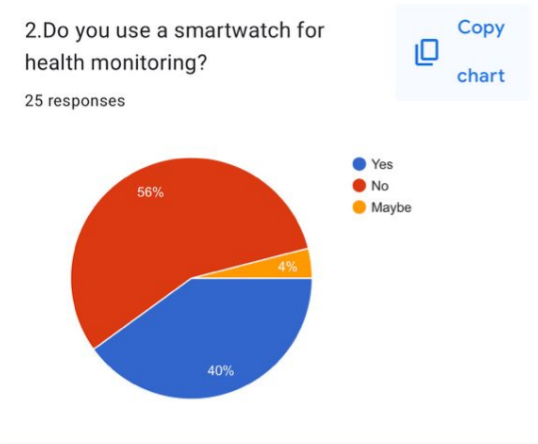 2.Do you use a smartwatch for
health monitoring?
Copy
chart
25 responses
56%
4%
40%
Yes
No
Maybe